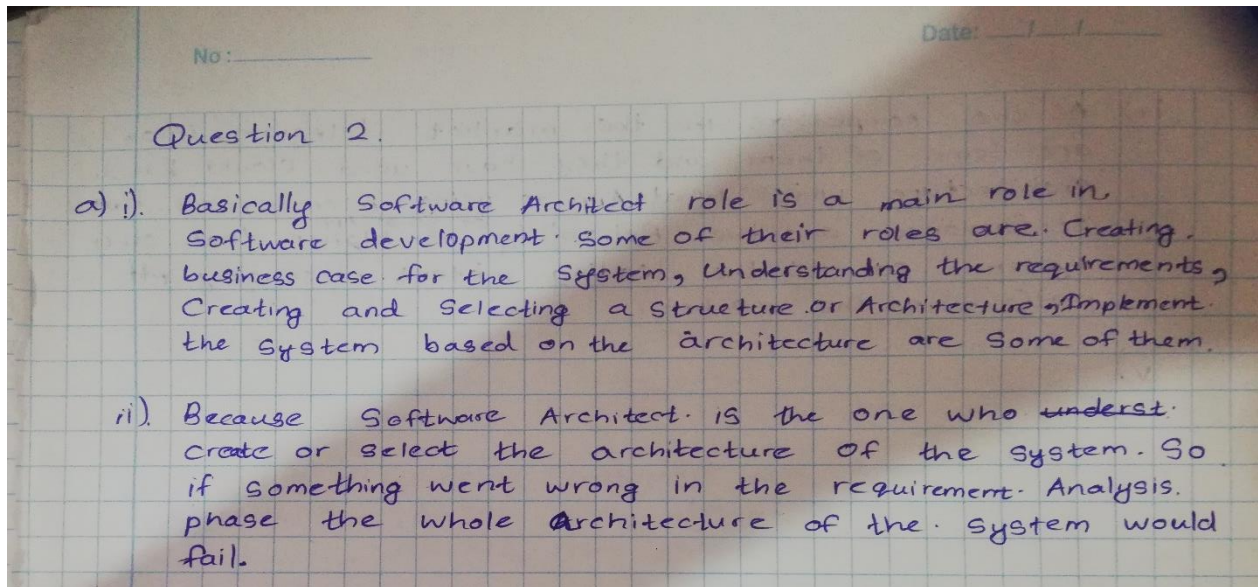 No:
Date: / /
Question 2.
a) i). Basically Software Architect role is a main role in
Software development. Some of their roles are. Creating.
business case for the System, Understanding the requirements,
Creating and Selecting a Structure or Architecture, Implement
the system based on the architecture are Some of them.
ii). Because Software Architect. is the one who underst.
create or select the architecture of the system. So
if something went wrong in the requirement. Analysis.
phase the whole Architecture of the. system would
fail.